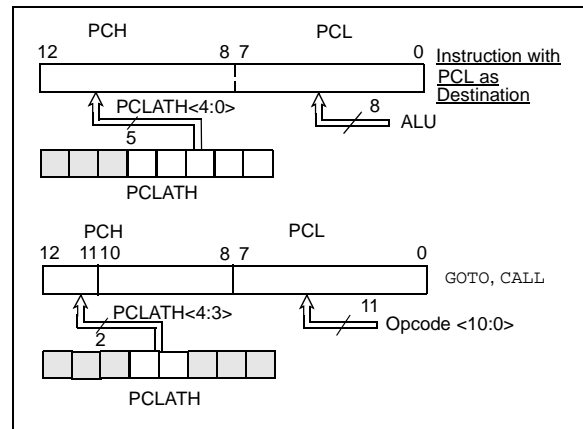 PCH PCL
12 8 7 0
Instruction with
PCL as
Destination
PCLATH<4:0>
8
ALU
5
PCLATH
PCH PCL
12 11 10 8 7 0
GOTO, CALL
PCLATH<4:3>
11
Opcode <10:0>
2
PCLATH